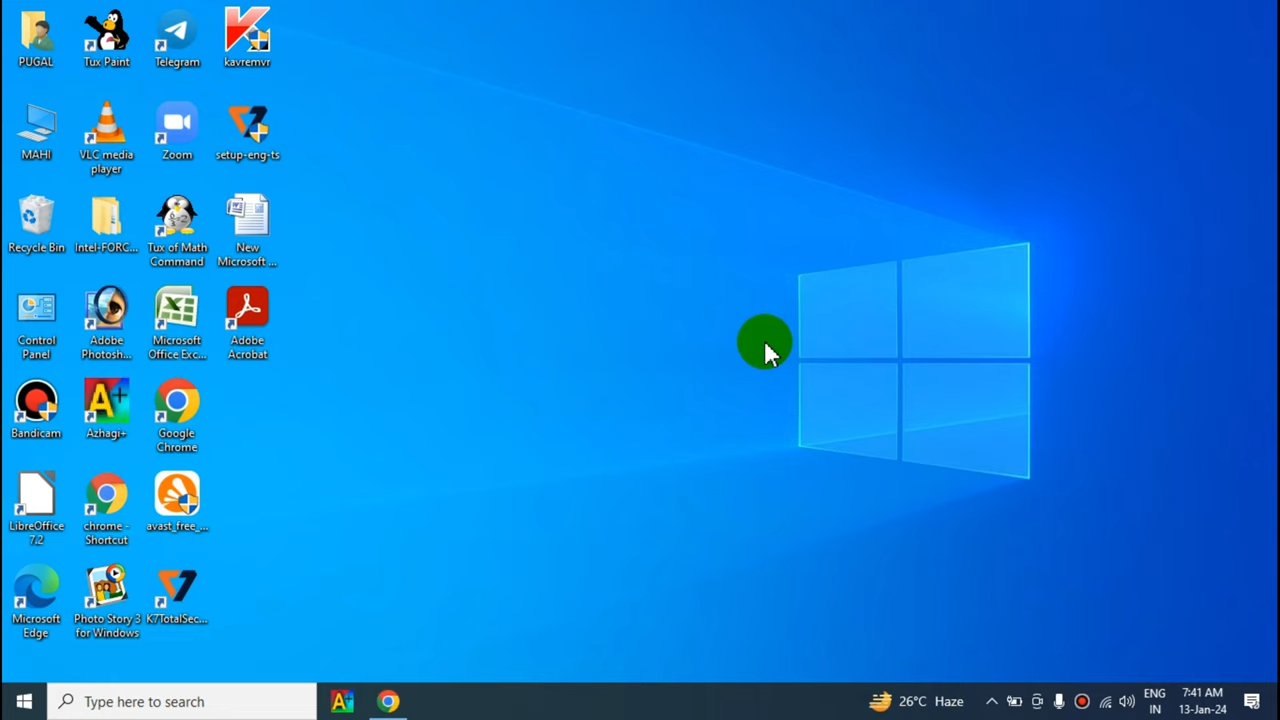 PUGAL
Tux Paint
Telegram
kavremvr
MAHI
VLC media
player
Zoom
setup-eng-ts
Recycle Bin
Intel-FORC...
Tux of Math
Command
New
Microsoft ...
Control
Panel
Adobe
Photosh...
Microsoft
Office Exc...
Adobe
Acrobat
Bandicam
Azhagi+
Google
Chrome
LibreOffice
7.2
chrome -
Shortcut
avast_free_...
Microsoft
Edge
Photo Story 3
for Windows
K7TotalSec...
Type here to search
26°C Haze
ENG
IN
7:41 AM
13-Jan-24